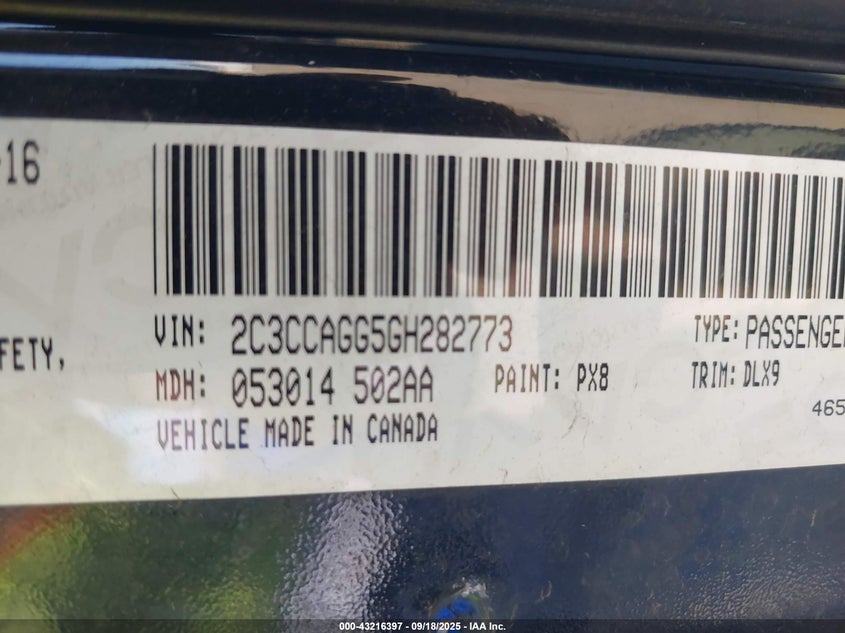 -16
VIN: 2C3CCAGG5GH282773 TYPE: PASSENGE
FETY,
MDH: 053014 502AA PAINT: PX8 TRIM: DLX9
465
VEHICLE MADE IN CANADA
000-43216397 - 09/18/2025 - IAA Inc.